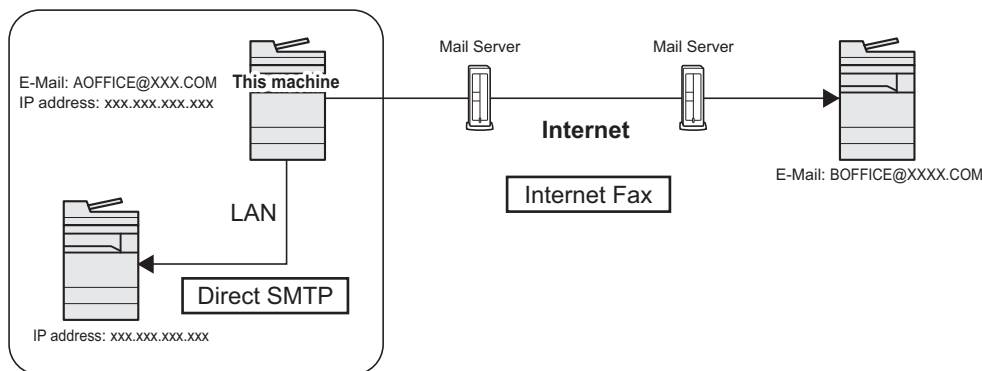 Mail Server
Mail Server
E-Mail: AOFFICE@XXX.COM
IP address: xxx.xxx.xxx.xxx
This machine
Internet
E-Mail: BOFFICE@XXXX.COM
Internet Fax
LAN
Direct SMTP
IP address: xxx.xxx.xxx.xxx